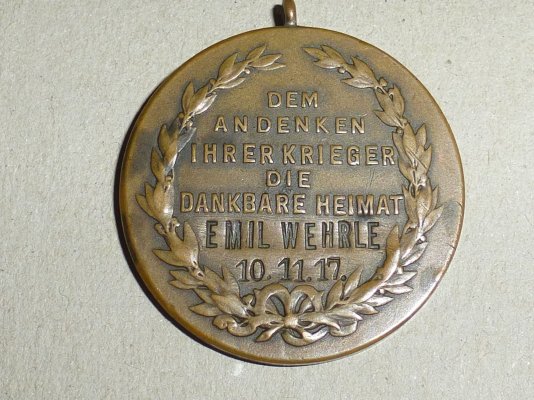 DEM
ANDENKEN
IHRER KRIEGER
DIE
DANKBARE HEIMAT
EMIL WEHRLE
10.11.17.